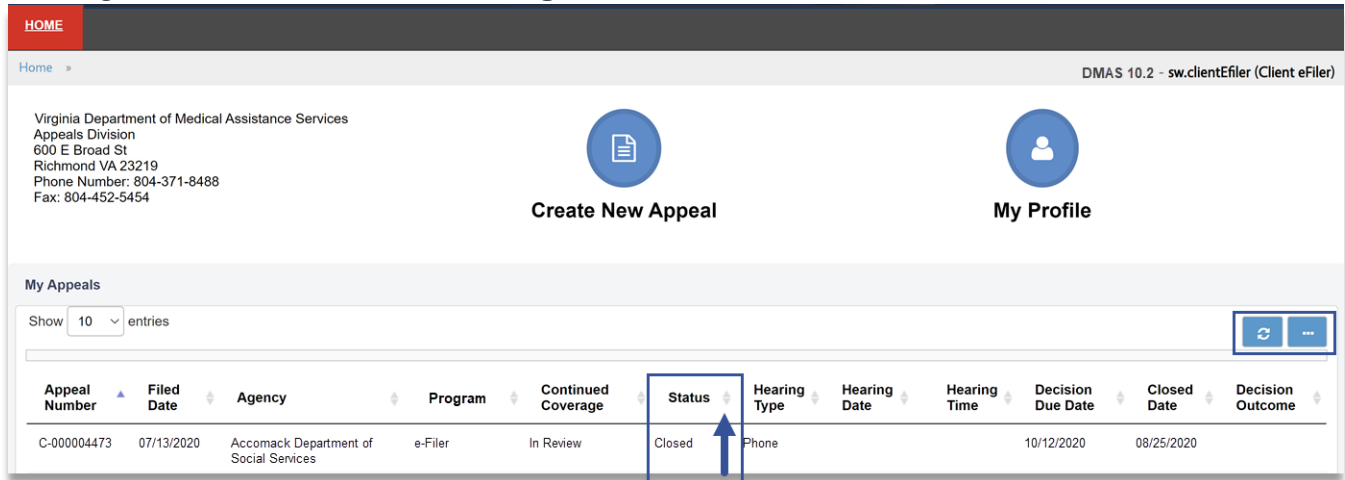 HOME
Home »
DMAS 10.2 - sw.clientEfiler (Client eFiler)
Virginia Department of Medical Assistance Services
Appeals Division
600 E Broad St
Richmond VA 23219
Phone Number: 804-371-8488
Fax: 804-452-5454
Create New Appeal
My Profile
My Appeals
Show 10 entries
Appeal Number Filed Date Agency Program Continued Coverage Status Hearing Type Hearing Date Hearing Time Decision Due Date Closed Date Decision Outcome
C-000004473 07/13/2020 Accomack Department of Social Services e-Filer In Review Closed Phone 10/12/2020 08/25/2020